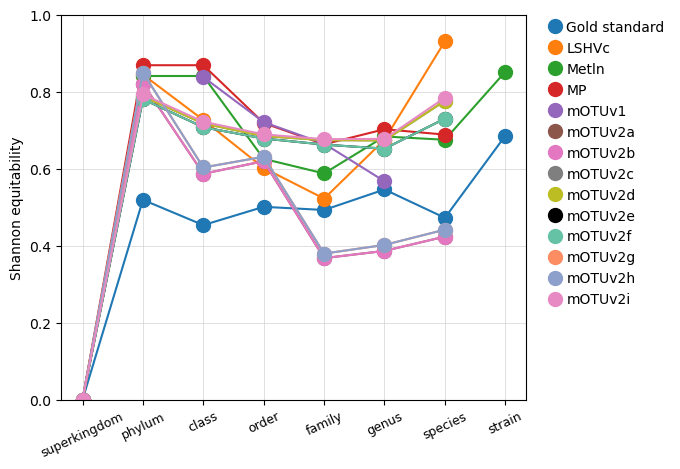 Shannon equitability
1.0
0.8
0.6
0.4
0.2
0.0
superkingdom
phylum
class
order
family
genus
species
strain
Gold standard
LSHVc
Metln
MP
mOTUv1
mOTUv2a
mOTUv2b
mOTUv2c
mOTUv2d
mOTUv2e
mOTUv2f
mOTUv2g
mOTUv2h
mOTUv2i